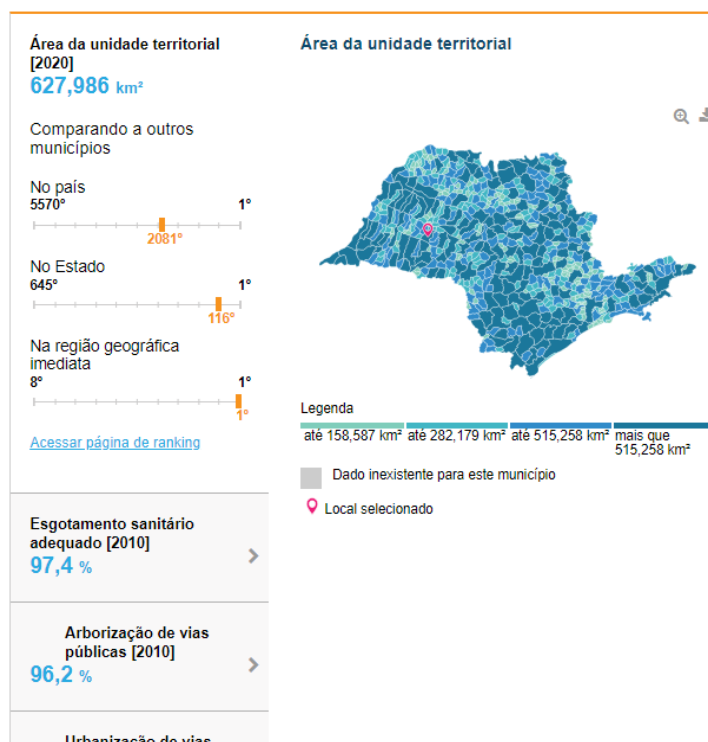 Área da unidade territorial
[2020]
627,986 km²
Comparando a outros
municípios
No país
5570º 1º
2081º
No Estado
645º 1º
116º
Na região geográfica
imediata
8º 1º
1º
Acessar página de ranking
Esgotamento sanitário
adequado [2010]
97,4 %
Arborização de vias
públicas [2010]
96,2 %
Urbanização de vias
Área da unidade territorial
Legenda
até 158,587 km² até 282,179 km² até 515,258 km² mais que
515,258 km²
Dado inexistente para este município
Local selecionado